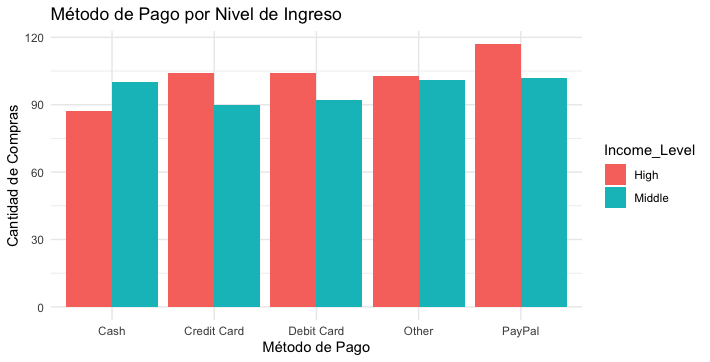 Método de Pago por Nivel de Ingreso
Cantidad de Compras
120
90
60
30
0
Cash Credit Card Debit Card Other PayPal
Método de Pago
Income_Level
High
Middle